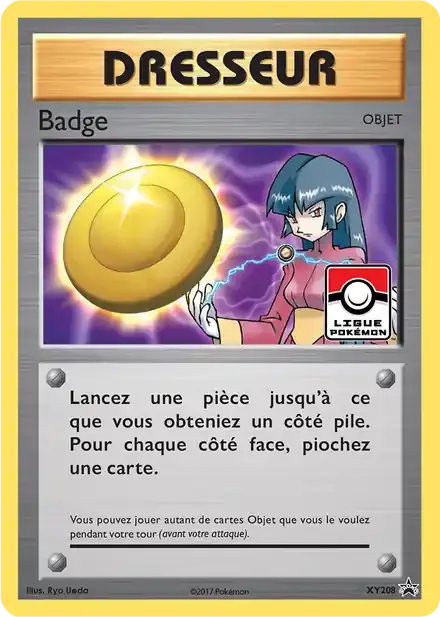 DRESSEUR
Badge
OBJET
LIGUE
POKÉMON
Lancez une pièce jusqu'à ce
que vous obteniez un côté pile.
Pour chaque côté face, piochez
une carte.
Vous pouvez jouer autant de cartes Objet que vous le voulez
pendant votre tour (avant votre attaque).
Illus. Ryo Ueda
©2017 Pokémon
XY208
PROMO